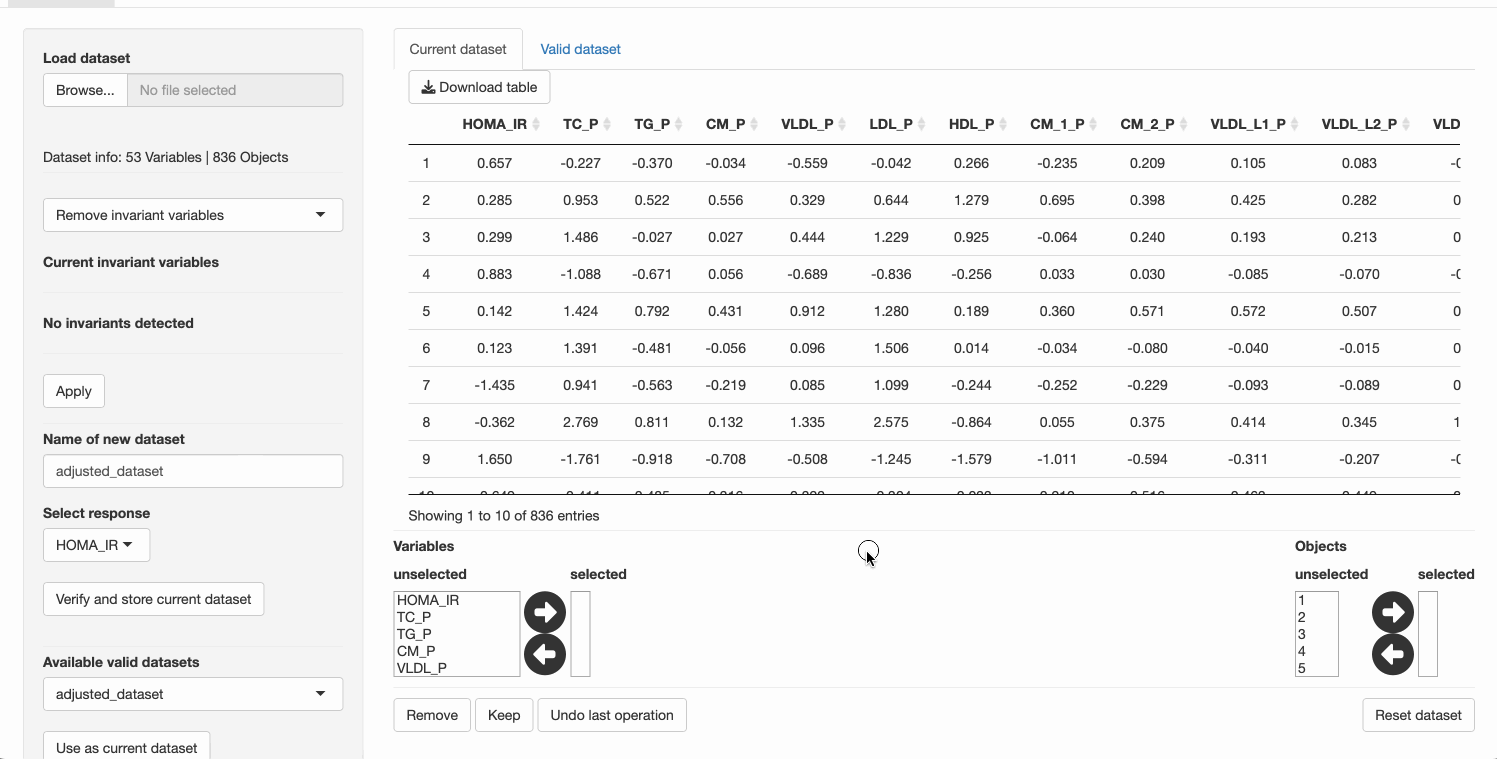 Load dataset
Browse... No file selected
Dataset info: 53 Variables | 836 Objects
Remove invariant variables
Current invariant variables
No invariants detected
Apply
Name of new dataset
adjusted_dataset
Select response
HOMA_IR
Verify and store current dataset
Available valid datasets
adjusted_dataset
Use as current dataset
Current dataset Valid dataset
Download table
HOMA_IR TC_P TG_P CM_P VLDL_P LDL_P HDL_P CM_1_P CM_2_P VLDL_L1_P VLDL_L2_P VLD
1 0.657 -0.227 -0.370 -0.034 -0.559 -0.042 0.266 -0.235 0.209 0.105 0.083 -0
2 0.285 0.953 0.522 0.556 0.329 0.644 1.279 0.695 0.398 0.425 0.282 0
3 0.299 1.486 -0.027 0.027 0.444 1.229 0.925 -0.064 0.240 0.193 0.213 0
4 0.883 -1.088 -0.671 0.056 -0.689 -0.836 -0.256 0.033 0.030 -0.085 -0.070 -0
5 0.142 1.424 0.792 0.431 0.912 1.280 0.189 0.360 0.571 0.572 0.507 0
6 0.123 1.391 -0.481 -0.056 0.096 1.506 0.014 -0.034 -0.080 -0.040 -0.015 0
7 -1.435 0.941 -0.563 -0.219 0.085 1.099 -0.244 -0.252 -0.229 -0.093 -0.089 0
8 -0.362 2.769 0.811 0.132 1.335 2.575 -0.864 0.055 0.375 0.414 0.345 1
9 1.650 -1.761 -0.918 -0.708 -0.508 -1.245 -1.579 -1.011 -0.594 -0.311 -0.207 -0
Showing 1 to 10 of 836 entries
Variables
unselected selected
HOMA_IR
TC_P
TG_P
CM_P
VLDL_P
Objects
unselected selected
1
2
3
4
5
Remove Keep Undo last operation Reset dataset